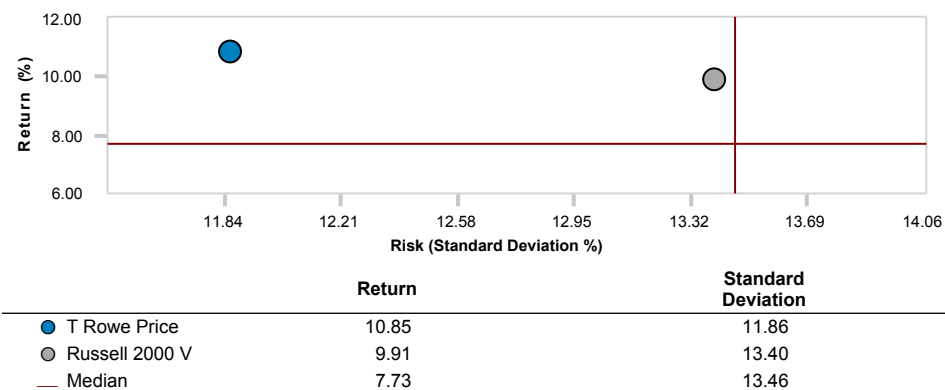 12.00
10.00
8.00
6.00
Return (%)
11.84 12.21 12.58 12.95 13.32 13.69 14.06
Risk (Standard Deviation %)
Return Standard Deviation
T Rowe Price 10.85 11.86
Russell 2000 V 9.91 13.40
Median 7.73 13.46